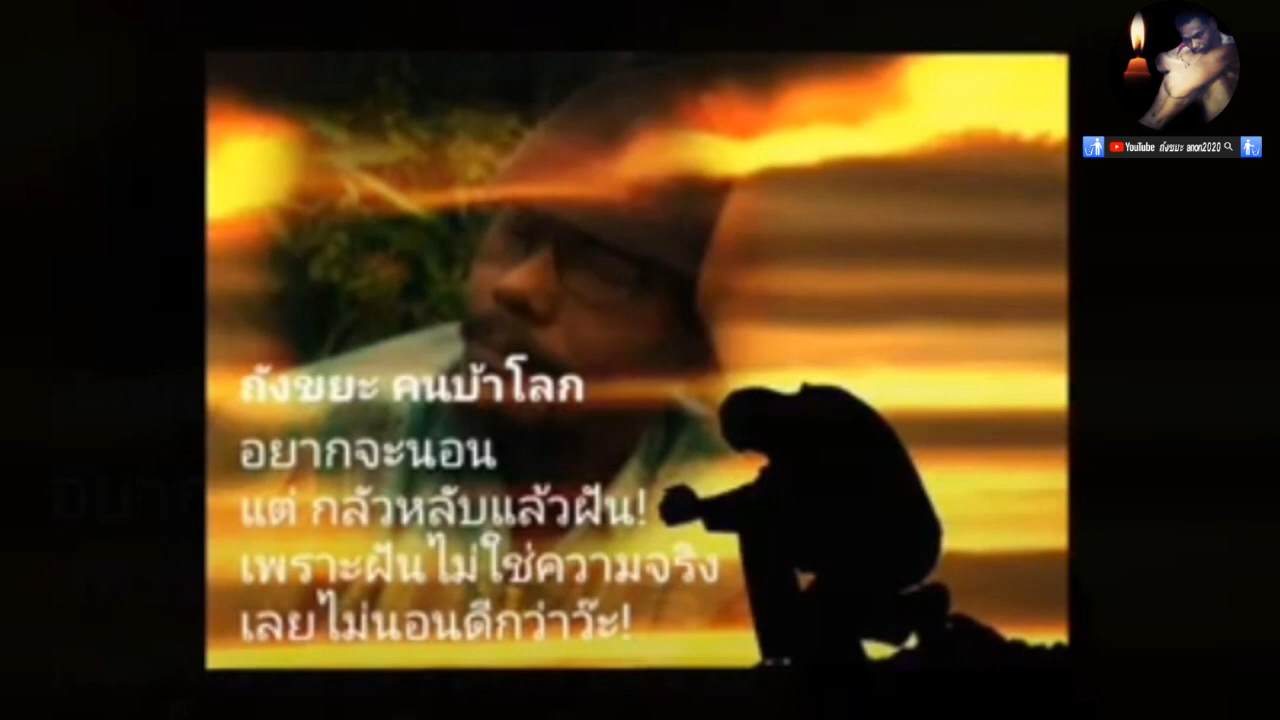 YouTube ถังขยะ anon2020
ถังขยะ คนบ้าโลก
อยากจะนอน
แต่ กลัวหลับแล้วฝัน!
เพราะฝันไม่ใช่ความจริง
เลยไม่นอนดีกว่าว๊ะ!